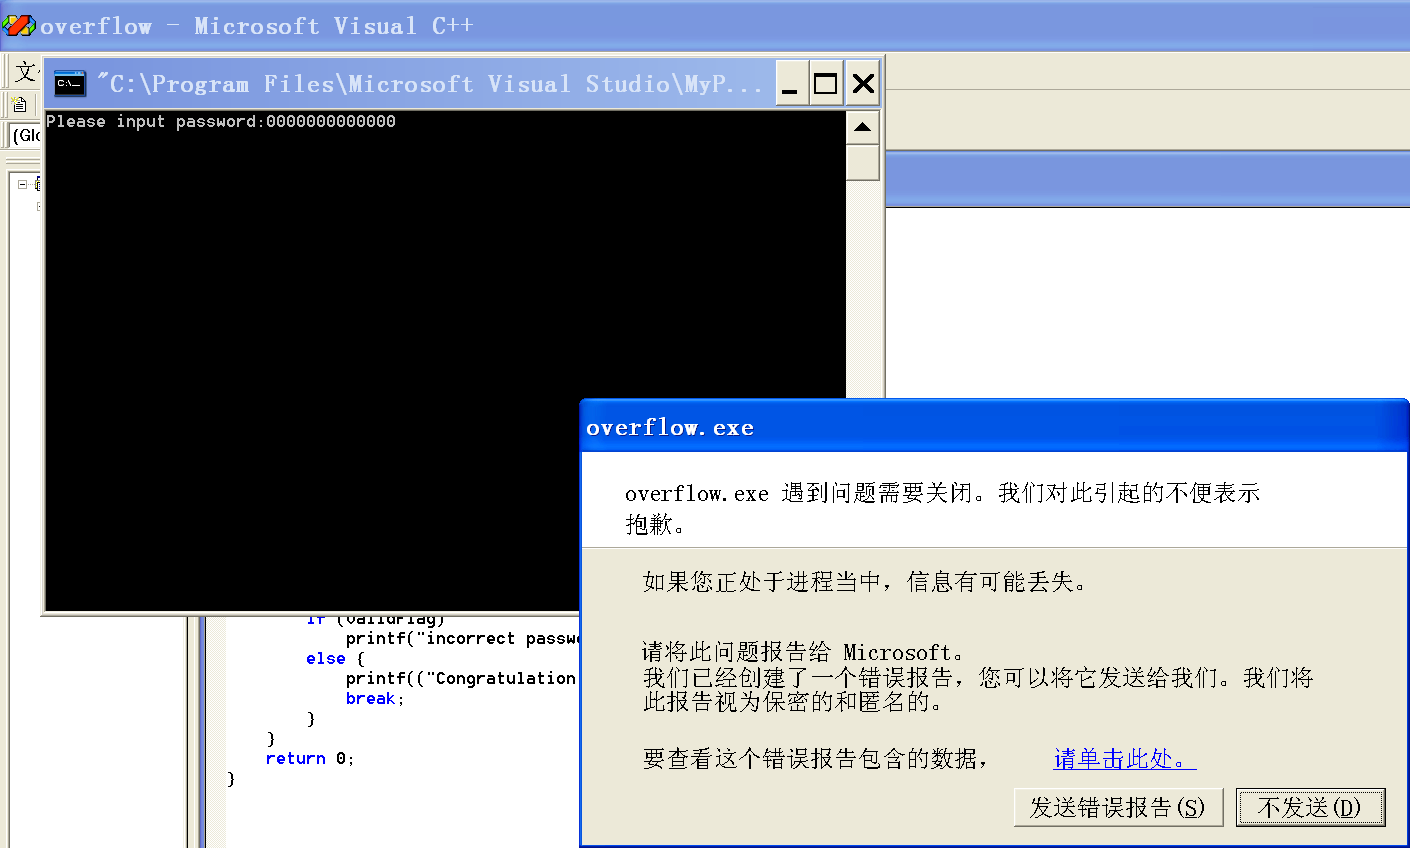 overflow - Microsoft Visual C++
文
"C:\Program Files\Microsoft Visual Studio\MyP...
C:\
Please input password:0000000000000
(Glo
overflow.exe
overflow.exe 遇到问题需要关闭。我们对此引起的不便表示
抱歉。
如果您正处于进程当中，信息有可能丢失。
请将此问题报告给 Microsoft。
我们已经创建了一个错误报告，您可以将它发送给我们。我们将
此报告视为保密的和匿名的。
要查看这个错误报告包含的数据， 请单击此处。
发送错误报告(S) 不发送(D)
if (validFlag)
printf("incorrect passw
else {
printf(("Congratulation
break;
}
}
return 0;
}